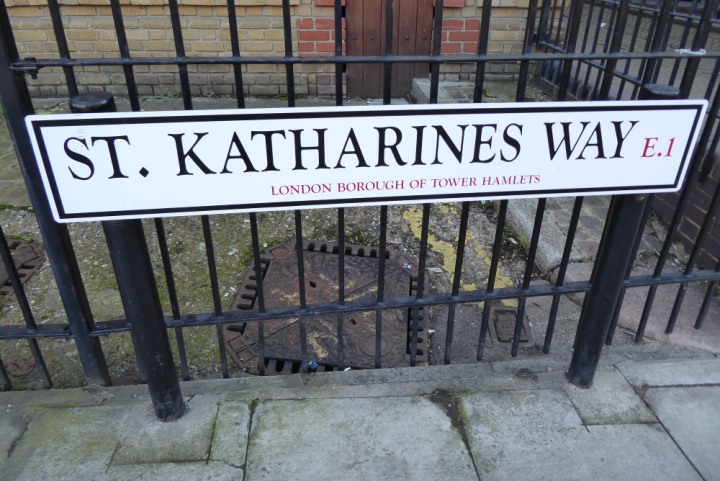 ST. KATHARINES WAY E.1
LONDON BOROUGH OF TOWER HAMLETS